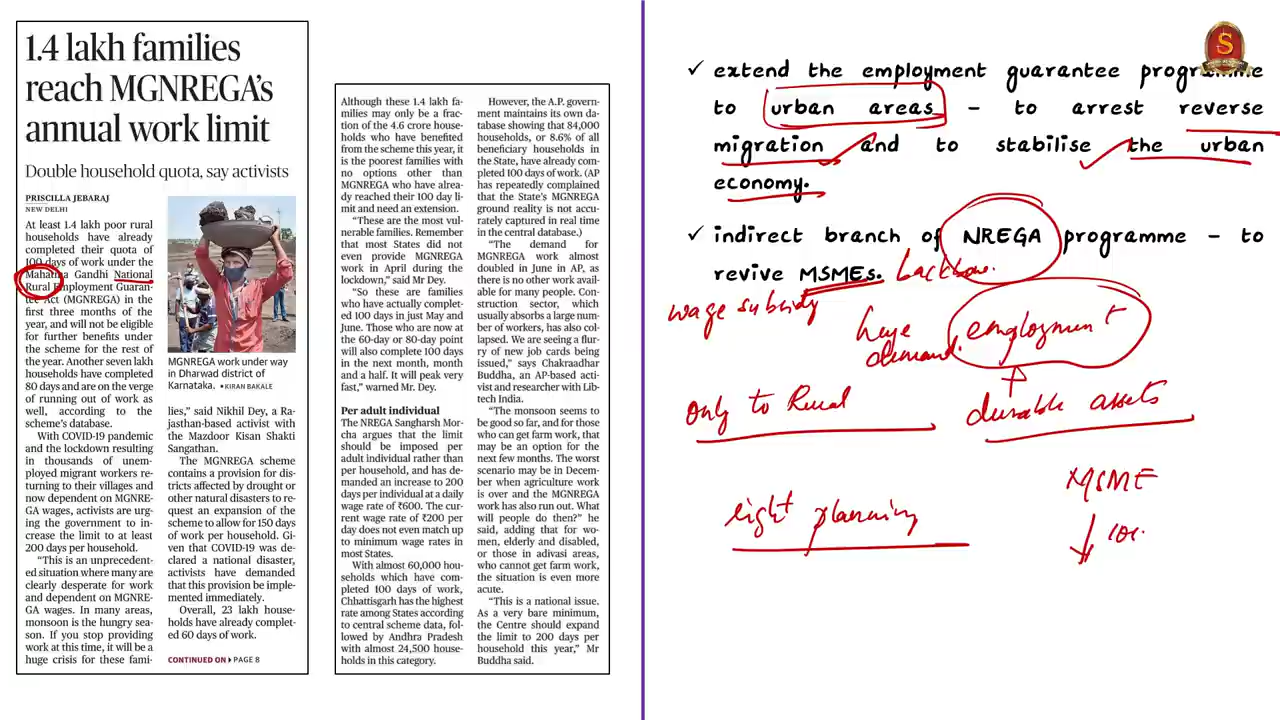 1.4 lakh families
reach MGNREGA's
annual work limit
Double household quota, say activists
PRISCILLA JEBARAJ
NEW DELHI
At least 1.4 lakh poor rural
households have already
completed their quota of
100 days of work under the
Mahatma Gandhi National
Rural Employment Guaran-
tee Act (MGNREGA) in the
first three months of the
year, and will not be eligible
for further benefits under
the scheme for the rest of
the year. Another seven lakh
households have completed
80 days and are on the verge
of running out of work as
well, according to the
scheme's database.
With COVID-19 pandemic
and the lockdown resulting
in thousands of unem-
ployed migrant workers re-
turning to their villages and
now dependent on MGNRE-
GA wages, activists are urg-
ing the government to in-
crease the limit to at least
200 days per household.
"This is an unprecedent-
ed situation where many are
clearly desperate for work
and dependent on MGNRE-
GA wages. In many areas,
monsoon is the hungry sea-
son. If you stop providing
work at this time, it will be a
huge crisis for these fami-
MGNREGA work under way
in Dharwad district of
Karnataka. • KIRAN BAKALE
lies," said Nikhil Dey, a Ra-
jasthan-based activist with
the Mazdoor Kisan Shakti
Sangathan.
The MGNREGA scheme
contains a provision for dis-
tricts affected by drought or
other natural disasters to re-
quest an expansion of the
scheme to allow for 150 days
of work per household. Gi-
ven that COVID-19 was de-
clared a national disaster,
activists have demanded
that this provision be imple-
mented immediately.
Overall, 23 lakh house-
holds have already complet-
ed 60 days of work.
CONTINUED ON ▸ PAGE 8
Although these 1.4 lakh fa-
milies may only be a frac-
tion of the 4.6 crore house-
holds who have benefited
from the scheme this year, it
is the poorest families with
no options other than
MGNREGA who have alrea-
dy reached their 100 day li-
mit and need an extension.
"These are the most vul-
nerable families. Remember
that most States did not
even provide MGNREGA
work in April during the
lockdown," said Mr Dey.
"So these are families
who have actually complet-
ed 100 days in just May and
June. Those who are now at
the 60-day or 80-day point
will also complete 100 days
in the next month, month
and a half. It will peak very
fast," warned Mr. Dey.
Per adult individual
The NREGA Sangharsh Mor-
cha argues that the limit
should be imposed per
adult individual rather than
per household, and has de-
manded an increase to 200
days per individual at a daily
wage rate of ₹600. The cur-
rent wage rate of ₹200 per
day does not even match up
to minimum wage rates in
most States.
With almost 60,000 hou-
seholds which have com-
pleted 100 days of work,
Chhattisgarh has the highest
rate among States according
to central scheme data, fol-
lowed by Andhra Pradesh
with almost 24,500 house-
holds in this category.
However, the A.P. govern-
ment maintains its own da-
tabase showing that 84,000
households, or 8.6% of all
beneficiary households in
the State, have already com-
pleted 100 days of work. (AP
has repeatedly complained
that the State's MGNREGA
ground reality is not accu-
rately captured in real time
in the central database.)
"The demand for
MGNREGA work almost
doubled in June in AP, as
there is no other work avail-
able for many people. Con-
struction sector, which
usually absorbs a large num-
ber of workers, has also col-
lapsed. We are seeing a flur-
ry of new job cards being
issued," says Chakradhar
Buddha, an AP-based acti-
vist and researcher with Lib-
tech India.
"The monsoon seems to
be good so far, and for those
who can get farm work, that
may be an option for the
next few months. The worst
scenario may be in Decem-
ber when agriculture work
is over and the MGNREGA
work has also run out. What
will people do then?" he
said, adding that for wo-
men, elderly and disabled,
or those in adivasi areas,
who cannot get farm work,
the situation is even more
acute.
"This is a national issue.
As a very bare minimum,
the Centre should expand
the limit to 200 days per
household this year," Mr
Buddha said.
S
✓ extend the employment guarantee programme
to urban areas - to arrest reverse
migration and to stabilise the urban
economy.
✓ indirect branch of NREGA programme - to
revive MSMEs.
wage subsidy
huge employment
demand.
only to Rural durable assets
MSME
right planning